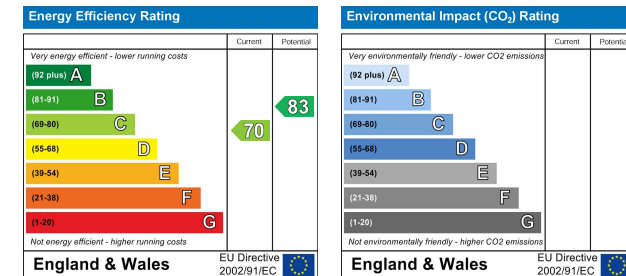 Energy Efficiency Rating
Current Potential
Very energy efficient - lower running costs
(92 plus) A
(81-91) B
83
(69-80) C
70
(55-68) D
(39-54) E
(21-38) F
(1-20) G
Not energy efficient - higher running costs
England & Wales
EU Directive
2002/91/EC
Environmental Impact (CO₂) Rating
Current Potential
Very environmentally friendly - lower CO2 emissions
(92 plus) A
(81-91) B
(69-80) C
(55-68) D
(39-54) E
(21-38) F
(1-20) G
Not environmentally friendly - higher CO2 emissions
England & Wales
EU Directive
2002/91/EC